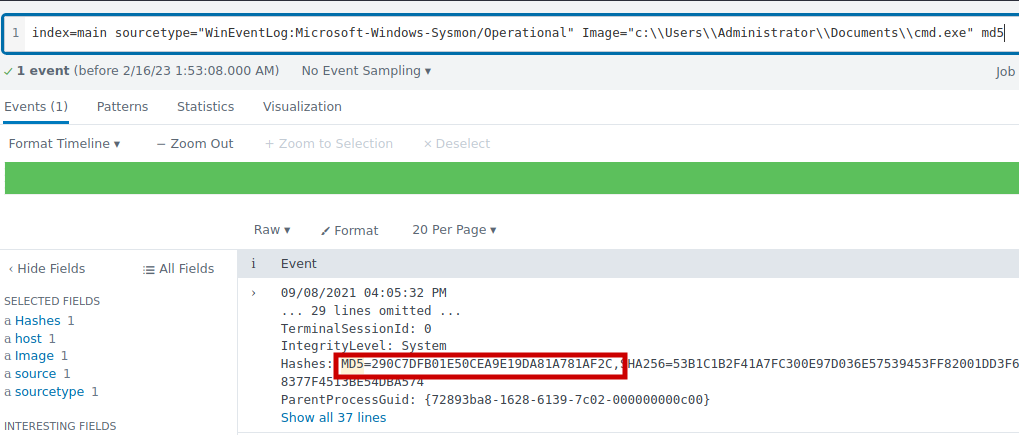 1 index=main sourcetype="WinEventLog:Microsoft-Windows-Sysmon/Operational" Image="c:\\Users\\Administrator\\Documents\\cmd.exe" md5
✓ 1 event (before 2/16/23 1:53:08.000 AM) No Event Sampling ▾ Job
Events (1) Patterns Statistics Visualization
Format Timeline ▾ − Zoom Out + Zoom to Selection × Deselect
Raw ▾ Format 20 Per Page ▾
‹ Hide Fields All Fields i Event
SELECTED FIELDS
a Hashes 1
a host 1
a Image 1
a source 1
a sourcetype 1
INTERESTING FIELDS
› 09/08/2021 04:05:32 PM
... 29 lines omitted ...
TerminalSessionId: 0
IntegrityLevel: System
Hashes: MD5=290C7DFB01E50CEA9E19DA81A781AF2C,SHA256=53B1C1B2F41A7FC300E97D036E57539453FF82001DD3F6
8377F4513BE54DBA574
ParentProcessGuid: {72893ba8-1628-6139-7c02-000000000c00}
Show all 37 lines